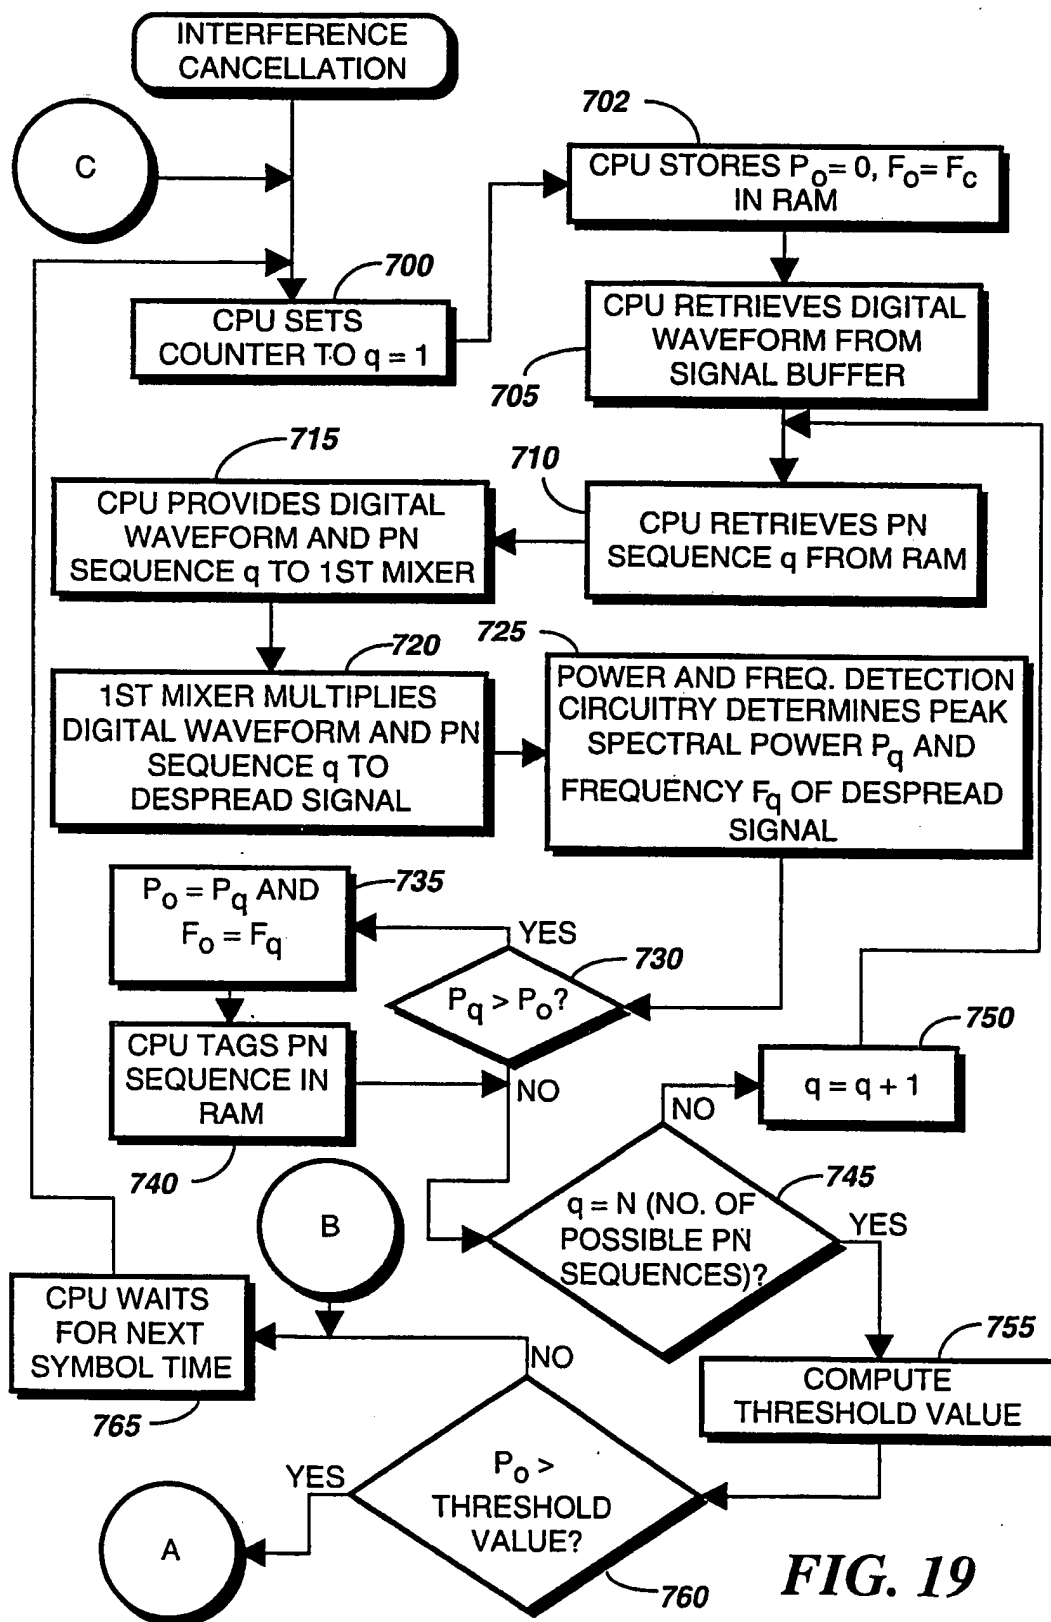 INTERFERENCE
CANCELLATION
C
702
CPU STORES Po = 0, Fo = Fc
IN RAM
700
CPU SETS
COUNTER TO q = 1
CPU RETRIEVES DIGITAL
WAVEFORM FROM
SIGNAL BUFFER
705
715
CPU PROVIDES DIGITAL
WAVEFORM AND PN
SEQUENCE q TO 1ST MIXER
710
CPU RETRIEVES PN
SEQUENCE q FROM RAM
720
1ST MIXER MULTIPLIES
DIGITAL WAVEFORM AND PN
SEQUENCE q TO
DESPREAD SIGNAL
725
POWER AND FREQ. DETECTION
CIRCUITRY DETERMINES PEAK
SPECTRAL POWER Pq AND
FREQUENCY Fq OF DESPREAD
SIGNAL
735
Po = Pq AND
Fo = Fq
YES
730
Pq > Po?
NO
CPU TAGS PN
SEQUENCE IN
RAM
740
750
q = q + 1
NO
745
q = N (NO. OF
POSSIBLE PN
SEQUENCES)?
YES
B
CPU WAITS
FOR NEXT
SYMBOL TIME
765
755
COMPUTE
THRESHOLD VALUE
NO
Po >
THRESHOLD
VALUE?
YES
760
A
FIG. 19